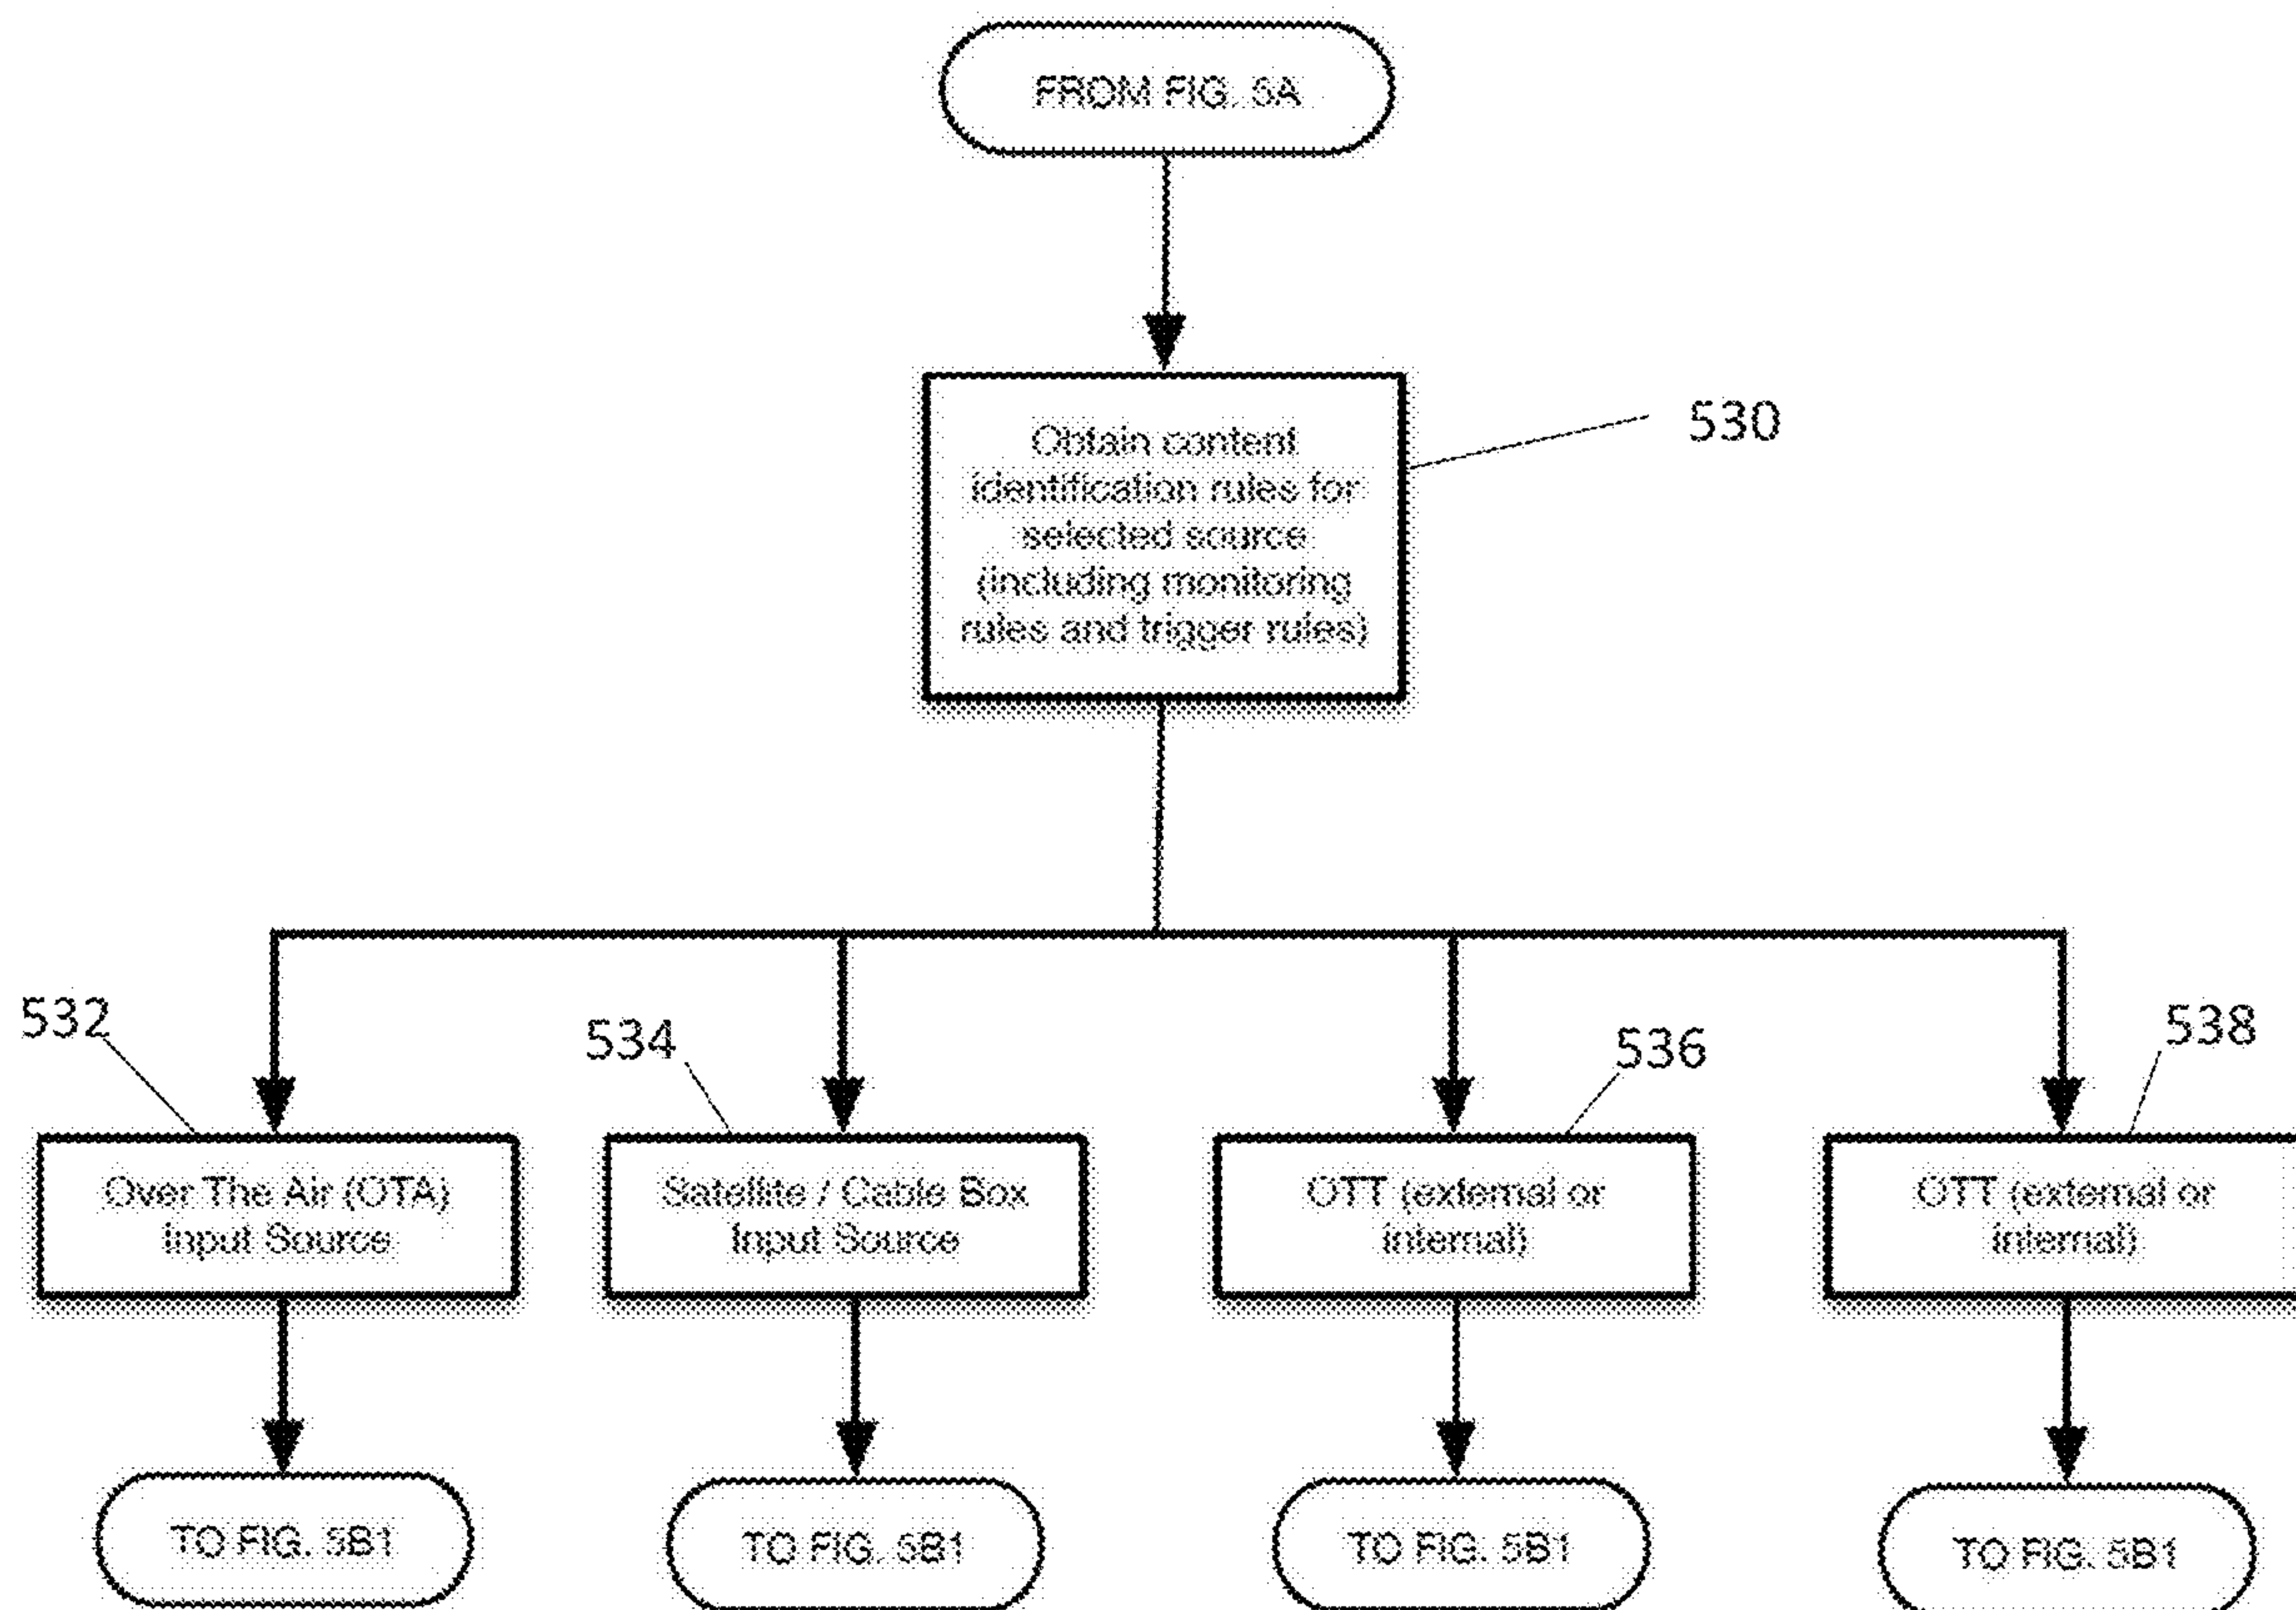 FROM FIG. 5A
Obtain content
identification rules for
selected source
(including monitoring
rules and trigger rules)
530
532
534
536
538
Over The Air (OTA)
Input Source
Satellite / Cable Box
Input Source
OTT (external or
internal)
OTT (external or
internal)
TO FIG. 5B1
TO FIG. 5B1
TO FIG. 5B1
TO FIG. 5B1